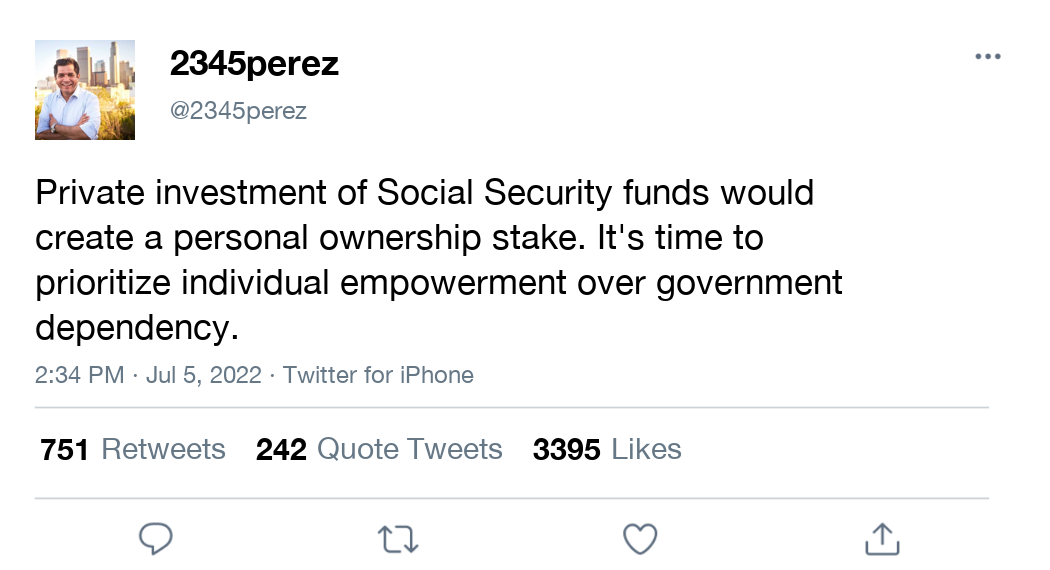 2345perez
@2345perez
Private investment of Social Security funds would
create a personal ownership stake. It's time to
prioritize individual empowerment over government
dependency.
2:34 PM · Jul 5, 2022 · Twitter for iPhone
751 Retweets 242 Quote Tweets 3395 Likes